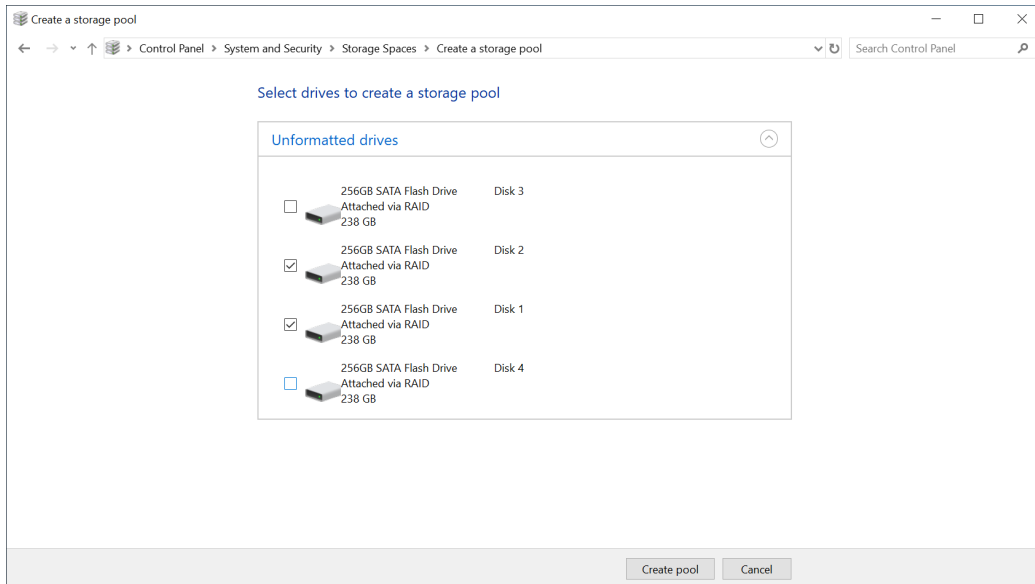 Create a storage pool
Control Panel > System and Security > Storage Spaces > Create a storage pool
Search Control Panel
Select drives to create a storage pool
Unformatted drives
256GB SATA Flash Drive Disk 3
Attached via RAID
238 GB
256GB SATA Flash Drive Disk 2
Attached via RAID
238 GB
256GB SATA Flash Drive Disk 1
Attached via RAID
238 GB
256GB SATA Flash Drive Disk 4
Attached via RAID
238 GB
Create pool Cancel